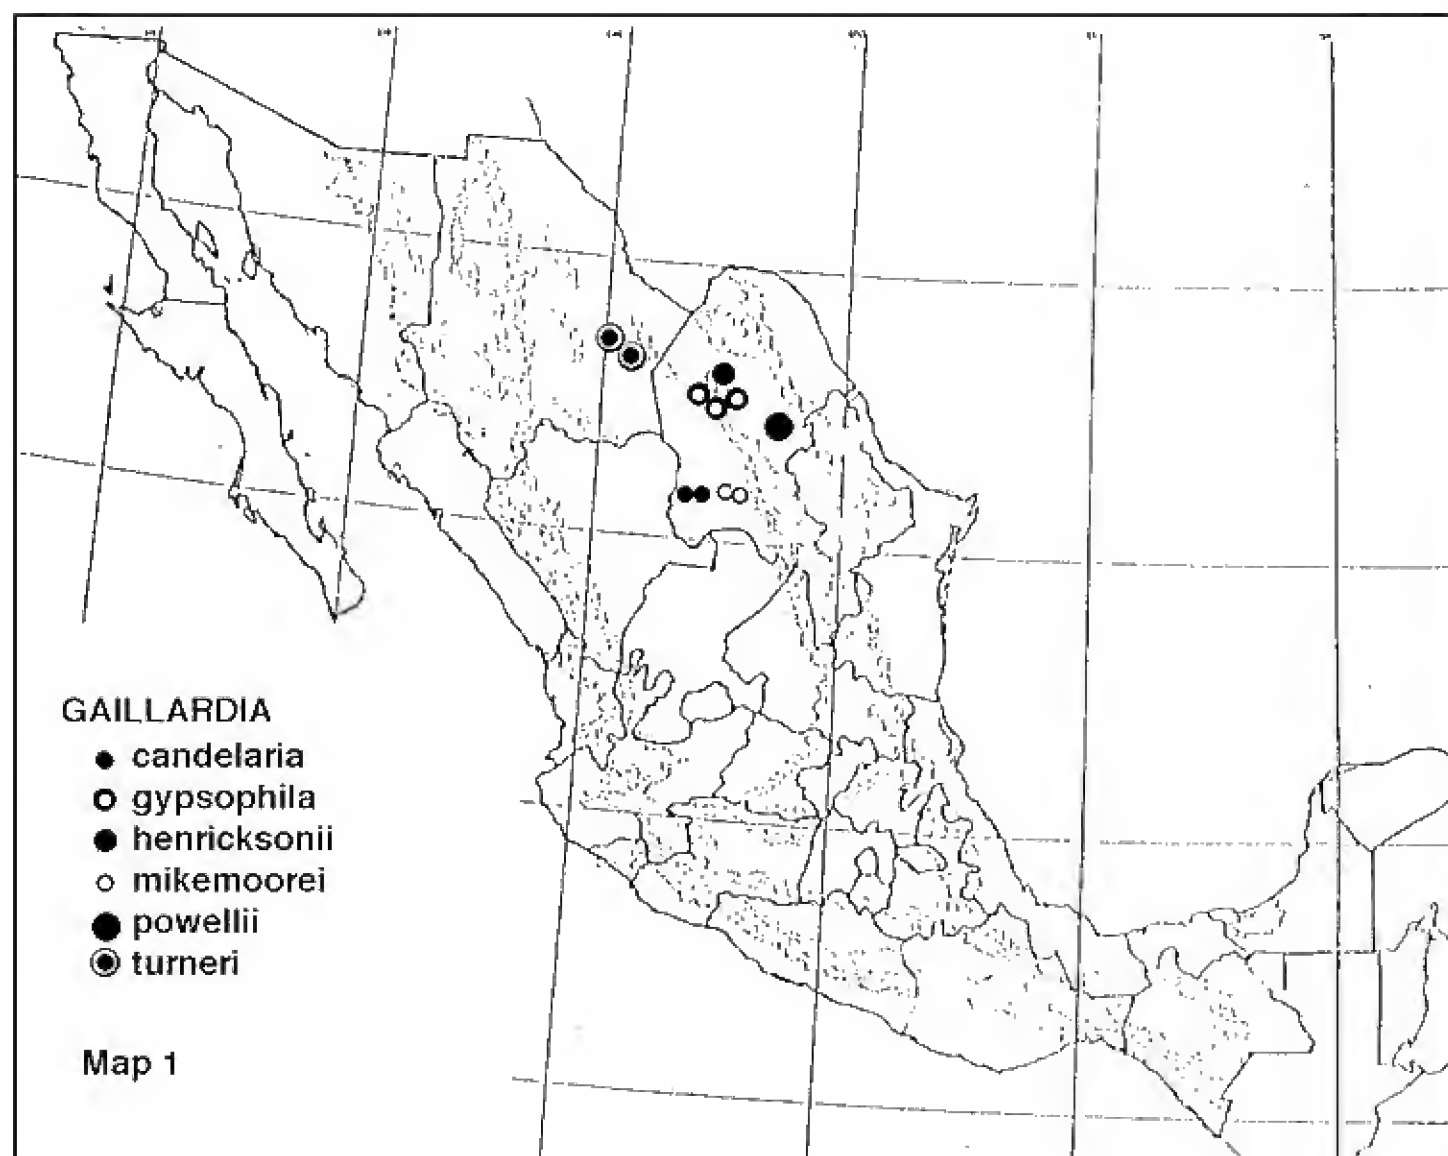 GAILLARDIA
candelaria
gypsophila
henricksonii
mikemoorei
powellii
turneri
Map 1